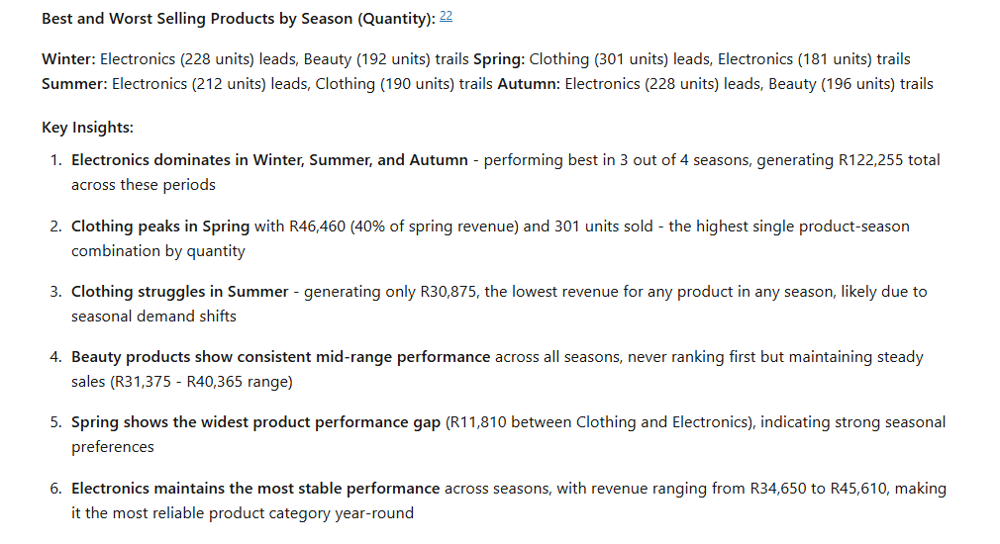 Best and Worst Selling Products by Season (Quantity): 22
Winter: Electronics (228 units) leads, Beauty (192 units) trails Spring: Clothing (301 units) leads, Electronics (181 units) trails
Summer: Electronics (212 units) leads, Clothing (190 units) trails Autumn: Electronics (228 units) leads, Beauty (196 units) trails
Key Insights:
1. Electronics dominates in Winter, Summer, and Autumn - performing best in 3 out of 4 seasons, generating R122,255 total
across these periods
2. Clothing peaks in Spring with R46,460 (40% of spring revenue) and 301 units sold - the highest single product-season
combination by quantity
3. Clothing struggles in Summer - generating only R30,875, the lowest revenue for any product in any season, likely due to
seasonal demand shifts
4. Beauty products show consistent mid-range performance across all seasons, never ranking first but maintaining steady
sales (R31,375 - R40,365 range)
5. Spring shows the widest product performance gap (R11,810 between Clothing and Electronics), indicating strong seasonal
preferences
6. Electronics maintains the most stable performance across seasons, with revenue ranging from R34,650 to R45,610, making
it the most reliable product category year-round